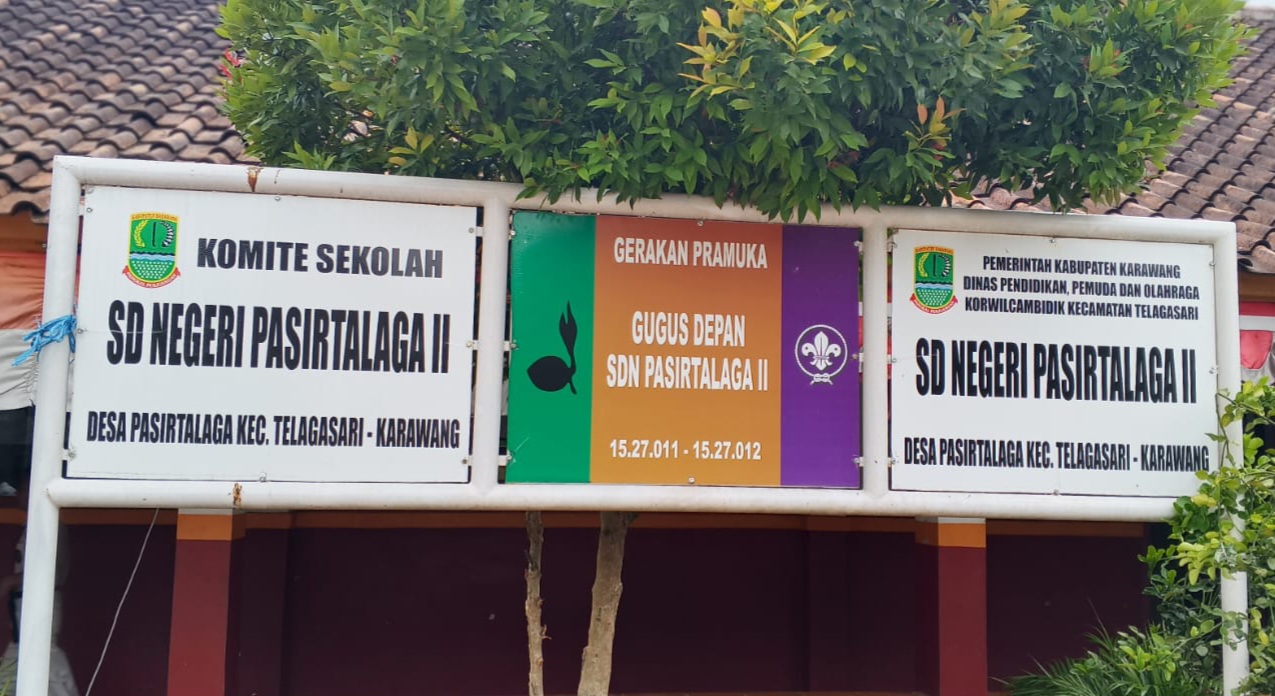 KOMITE SEKOLAH
SD NEGERI PASIRTALAGA II
DESA PASIRTALAGA KEC. TELAGASARI - KARAWANG
GERAKAN PRAMUKA
GUGUS DEPAN
SDN PASIRTALAGA II
15.27.011 - 15.27.012
PEMERINTAH KABUPATEN KARAWANG
DINAS PENDIDIKAN, PEMUDA DAN OLAHRAGA
KORWILCAMBIDIK KECAMATAN TELAGASARI
SD NEGERI PASIRTALAGA II
DESA PASIRTALAGA KEC. TELAGASARI - KARAWANG